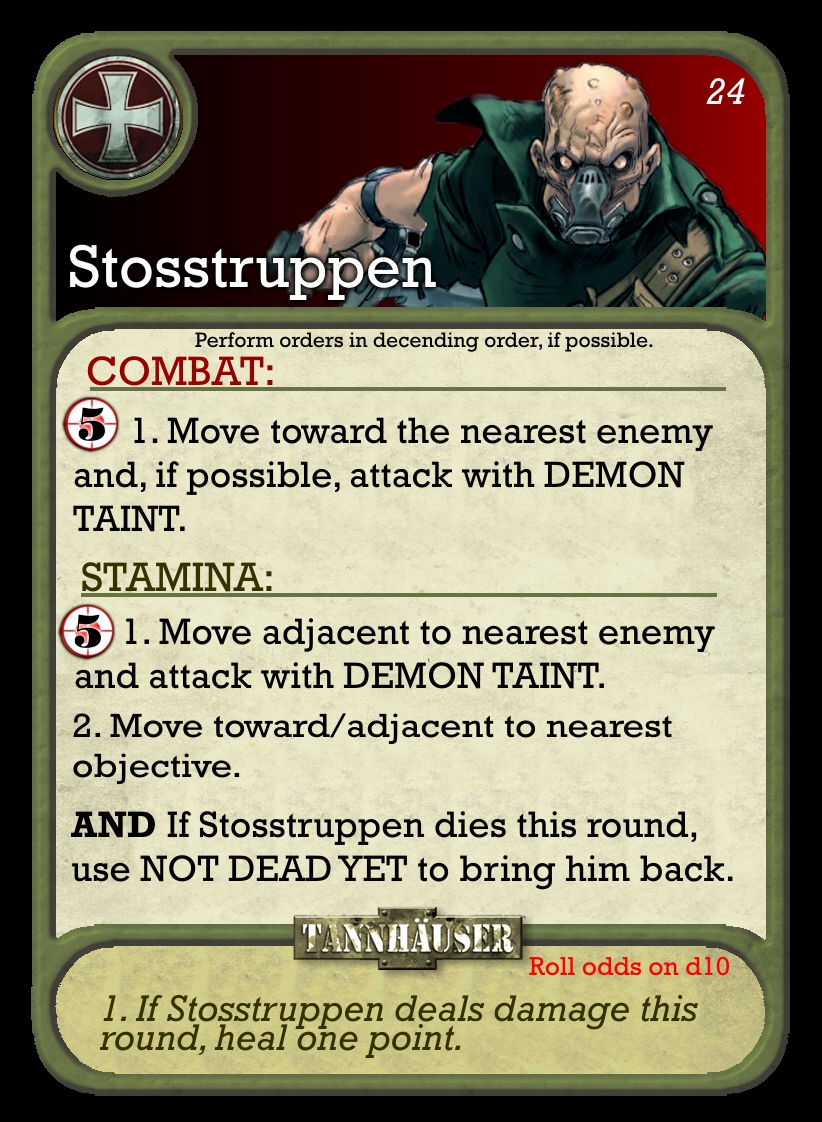 24
Stosstruppen
Perform orders in decending order, if possible.
COMBAT:
5 1. Move toward the nearest enemy
and, if possible, attack with DEMON
TAINT.
STAMINA:
5 1. Move adjacent to nearest enemy
and attack with DEMON TAINT.
2. Move toward/adjacent to nearest
objective.
AND If Stosstruppen dies this round,
use NOT DEAD YET to bring him back.
TANNHÄUSER
Roll odds on d10
1. If Stosstruppen deals damage this
round, heal one point.